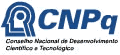 CNPq
Conselho Nacional de Desenvolvimento
Científico e Tecnológico